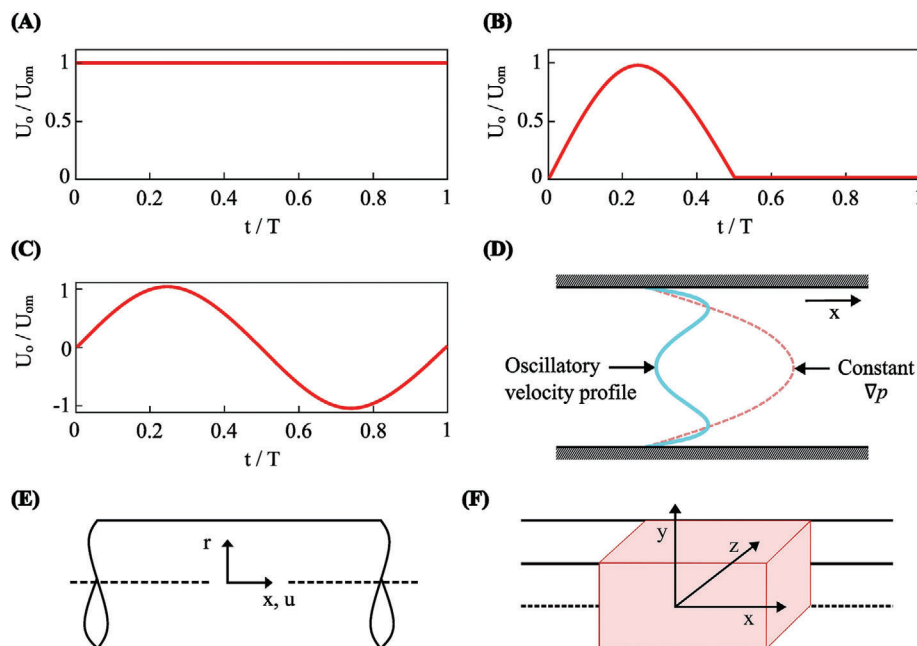 (A)
U₀ / U₀ₘ
1
0.5
0
0 0.2 0.4 0.6 0.8 1
t / T
(B)
U₀ / U₀ₘ
1
0.5
0
0 0.2 0.4 0.6 0.8 1
t / T
(C)
U₀ / U₀ₘ
1
0
-1
0 0.2 0.4 0.6 0.8 1
t / T
(D)
x
Oscillatory
velocity profile
Constant
∇p
(E)
r
x, u
(F)
y
z
x